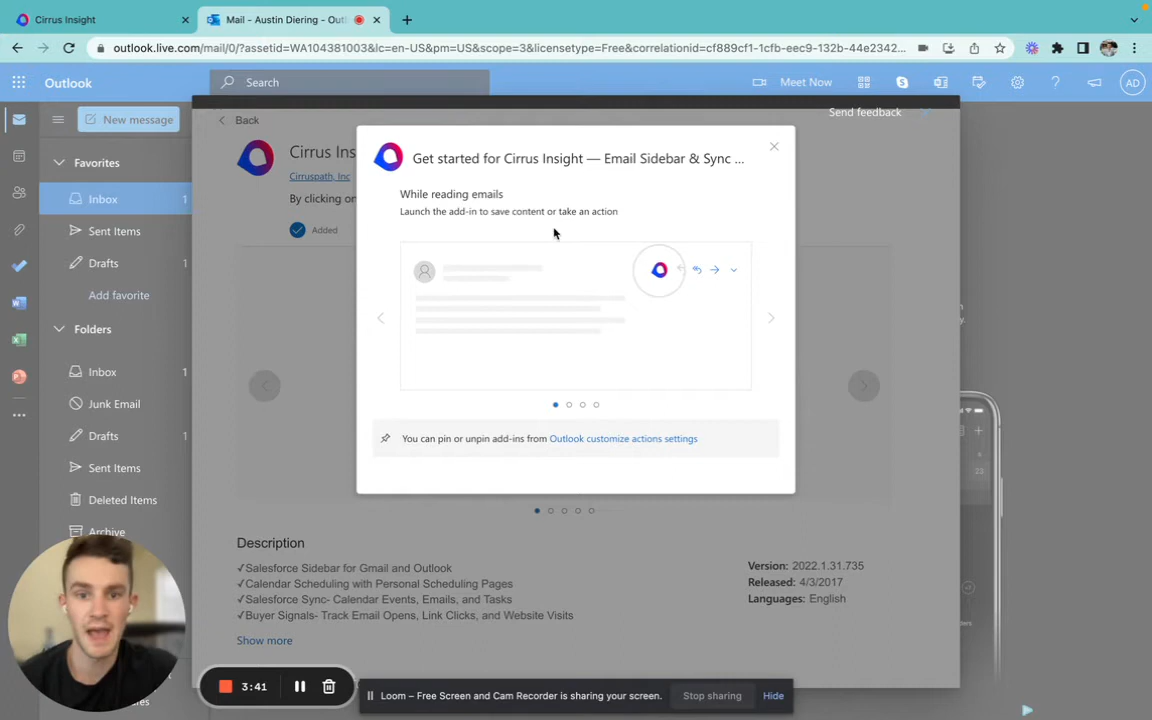 Cirrus Insight
Mail - Austin Diering - Outl
outlook.live.com/mail/0/?assetid=WA104381003&lc=en-US&pm=US&scope=3&licensetype=Free&correlationid=cf889cf1-1cfb-eec9-132b-44e2342...
Outlook
Search
Meet Now
AD
New message
Back
Send feedback
Favorites
Inbox 1
Sent Items
Drafts 1
Add favorite
Folders
Inbox 1
Junk Email
Drafts 1
Sent Items
Deleted Items
Archive
Cirrus Ins
Cirruspath, Inc
By clicking on
Added
Get started for Cirrus Insight — Email Sidebar & Sync ...
While reading emails
Launch the add-in to save content or take an action
You can pin or unpin add-ins from Outlook customize actions settings
Description
✓Salesforce Sidebar for Gmail and Outlook
✓Calendar Scheduling with Personal Scheduling Pages
✓Salesforce Sync- Calendar Events, Emails, and Tasks
✓Buyer Signals- Track Email Opens, Link Clicks, and Website Visits
Show more
Version: 2022.1.31.735
Released: 4/3/2017
Languages: English
3:41
Loom – Free Screen and Cam Recorder is sharing your screen.
Stop sharing
Hide